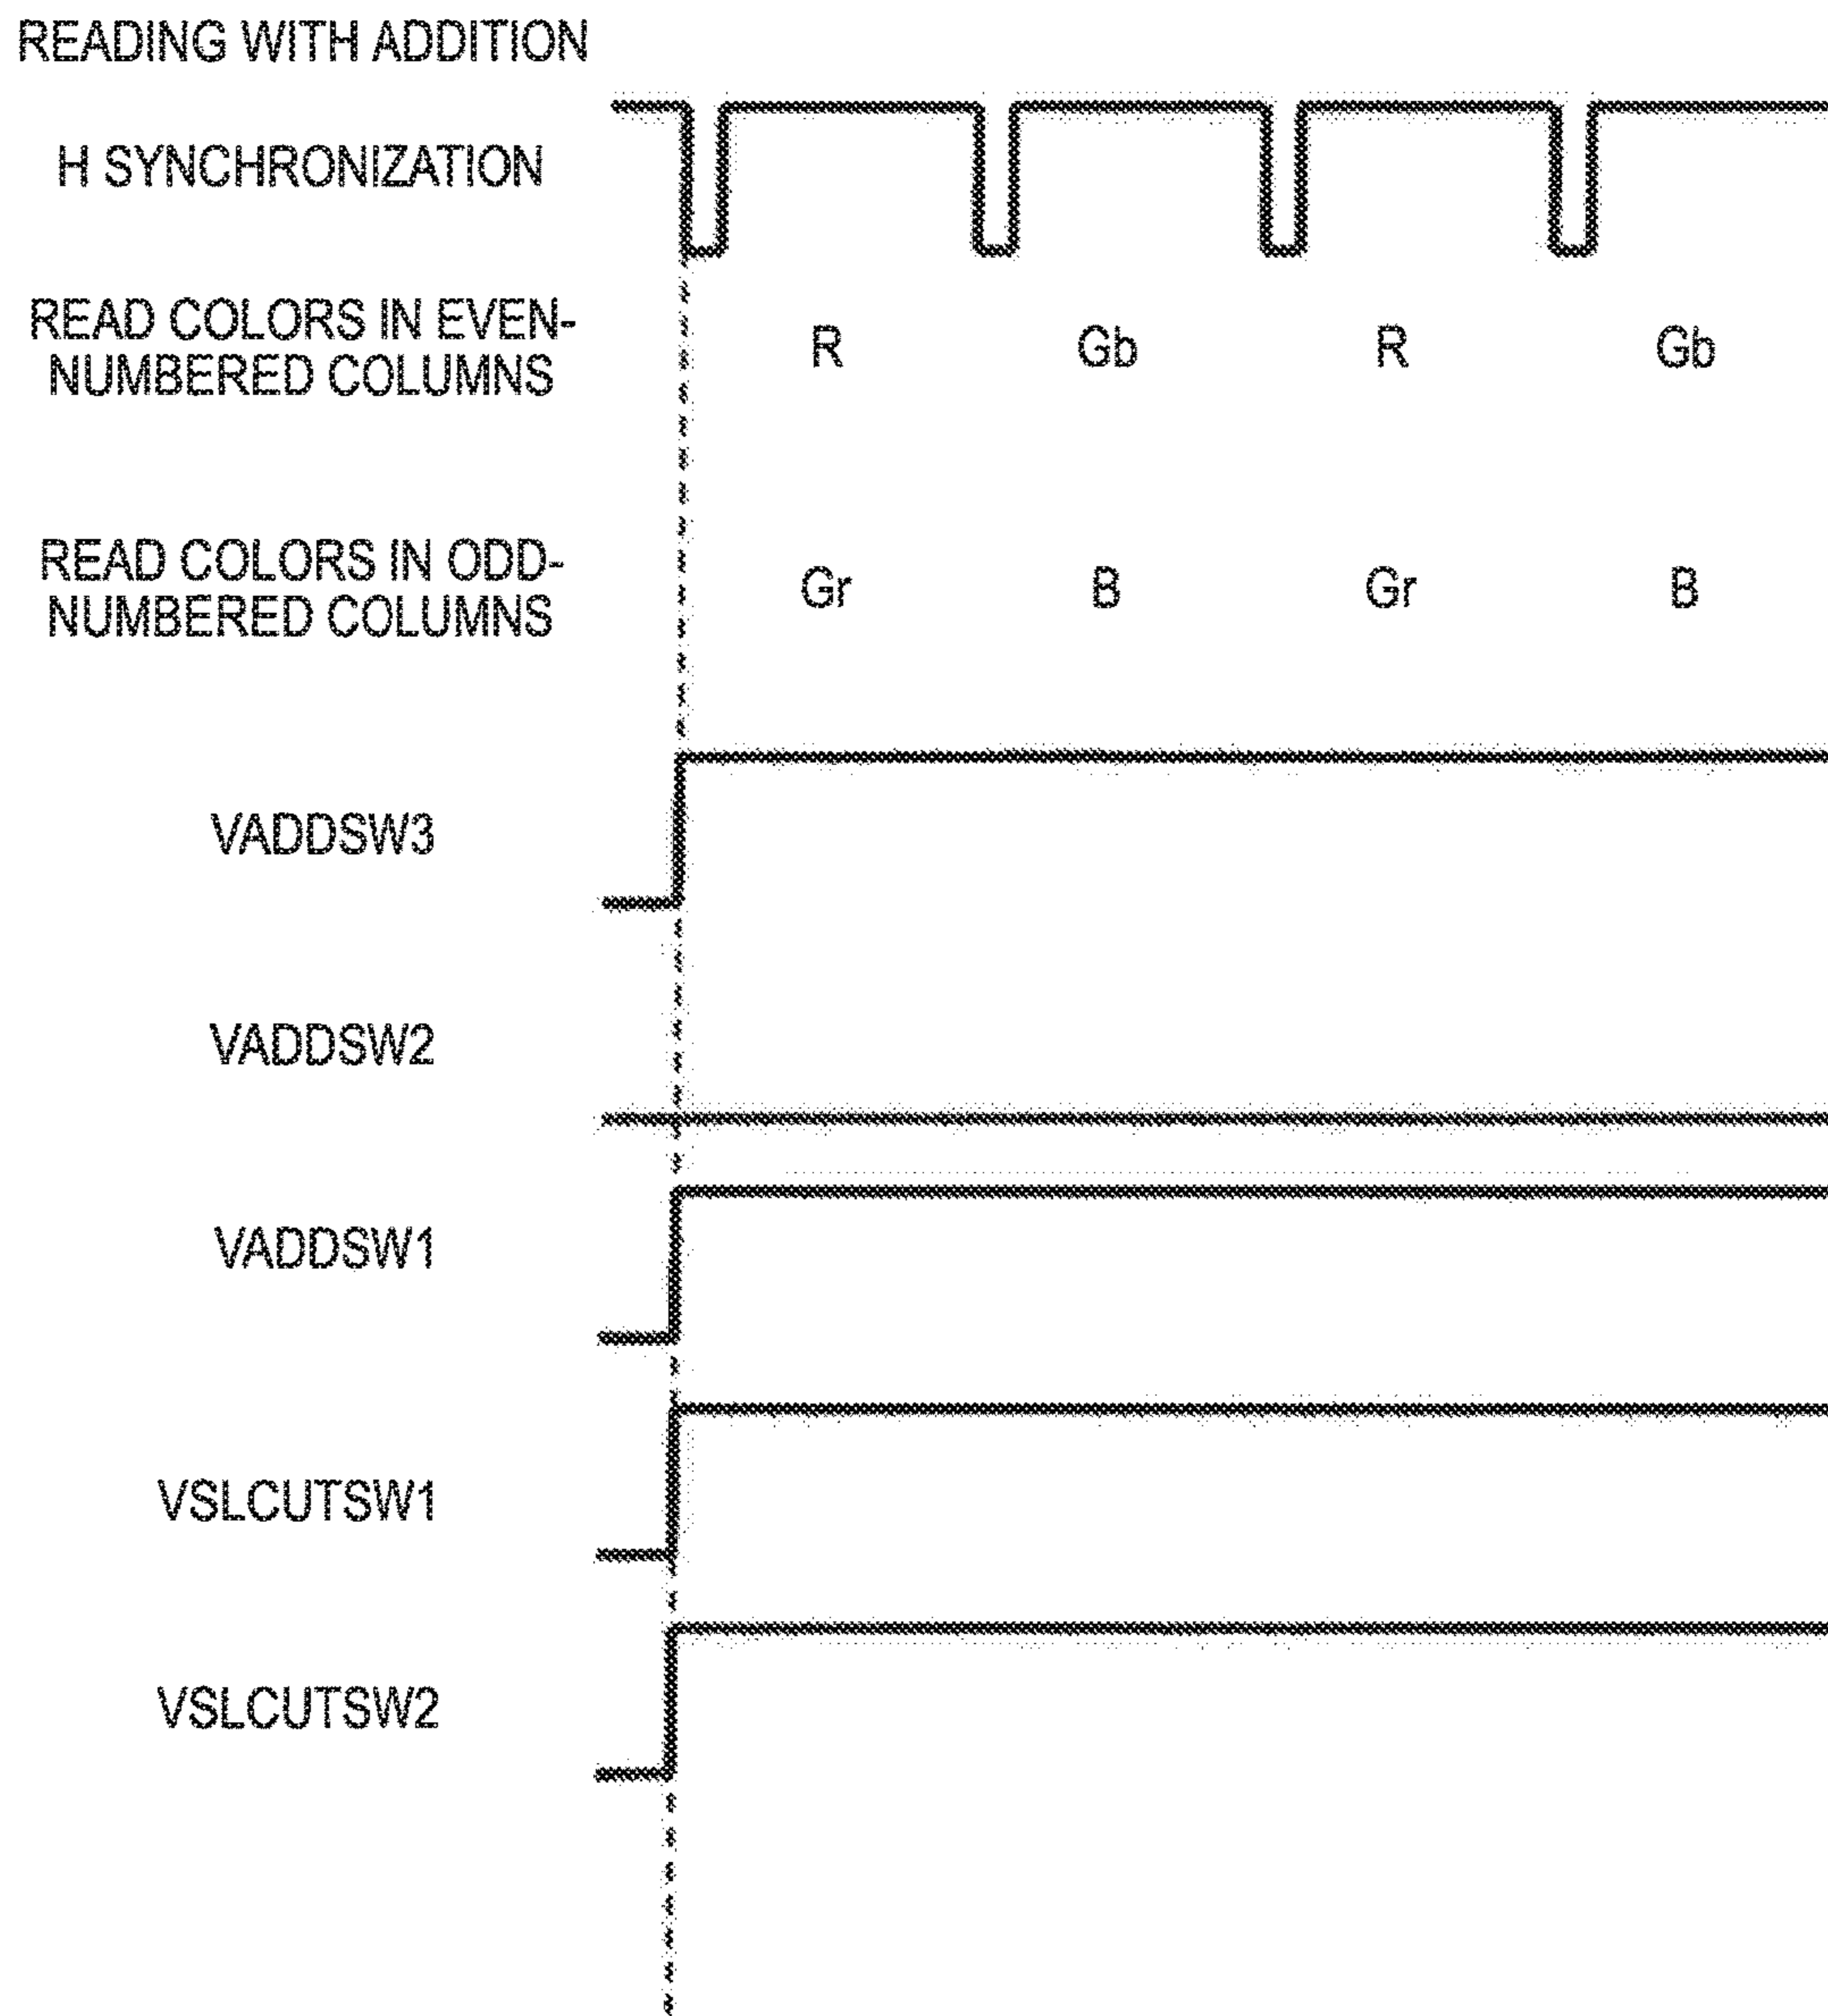 READING WITH ADDITION
H SYNCHRONIZATION
READ COLORS IN EVEN-
NUMBERED COLUMNS
R Gb R Gb
READ COLORS IN ODD-
NUMBERED COLUMNS
Gr B Gr B
VADDSW3
VADDSW2
VADDSW1
VSLCUTSW1
VSLCUTSW2